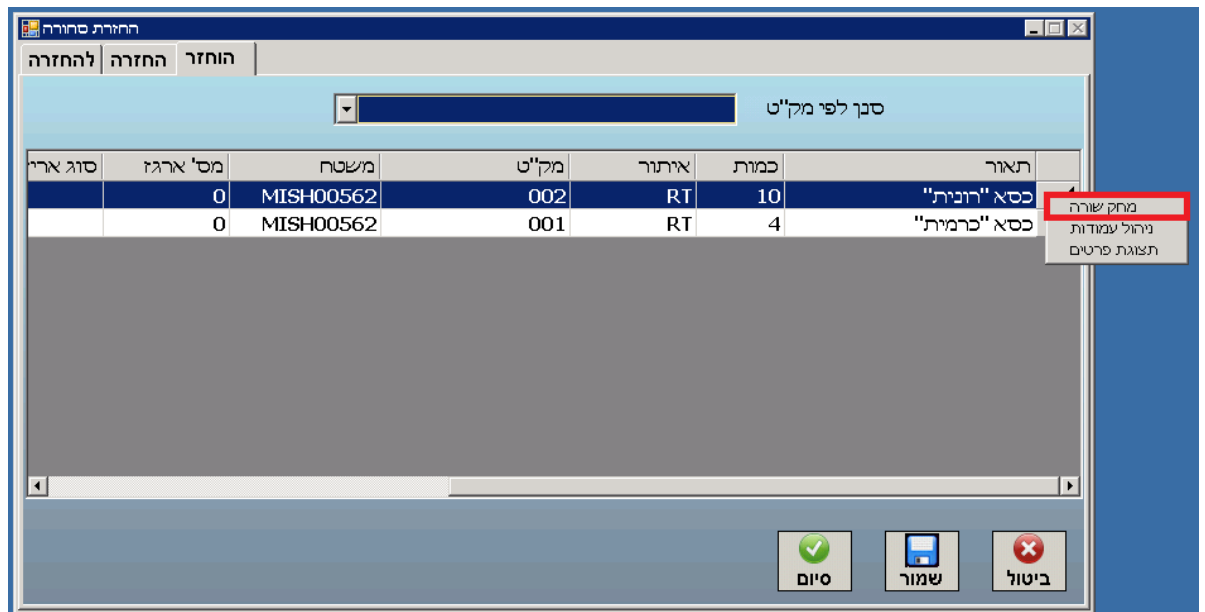 החזרת סחורה
להחזרה החזרה הוחזר
סנן לפי מק"ט
תאור כמות איתור מק"ט משטח מס' ארגז סוג ארי
כסא "רונית" 10 RT 002 MISH00562 0
כסא "כרמית" 4 RT 001 MISH00562 0
מחק שורה
ניהול עמודות
תצוגת פרטים
ביטול שמור סיום